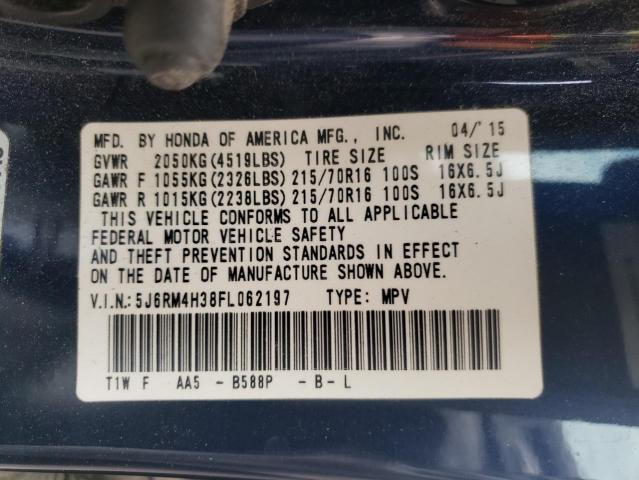 MFD. BY HONDA OF AMERICA MFG., INC. 04/'15
GVWR 2050KG(4519LBS) TIRE SIZE RIM SIZE
GAWR F 1055KG(2326LBS) 215/70R16 100S 16X6.5J
GAWR R 1015KG(2238LBS) 215/70R16 100S 16X6.5J
THIS VEHICLE CONFORMS TO ALL APPLICABLE
FEDERAL MOTOR VEHICLE SAFETY
AND THEFT PREVENTION STANDARDS IN EFFECT
ON THE DATE OF MANUFACTURE SHOWN ABOVE.
V.I.N:5J6RM4H38FL062197 TYPE: MPV
T1W F AA5 - B588P - B - L